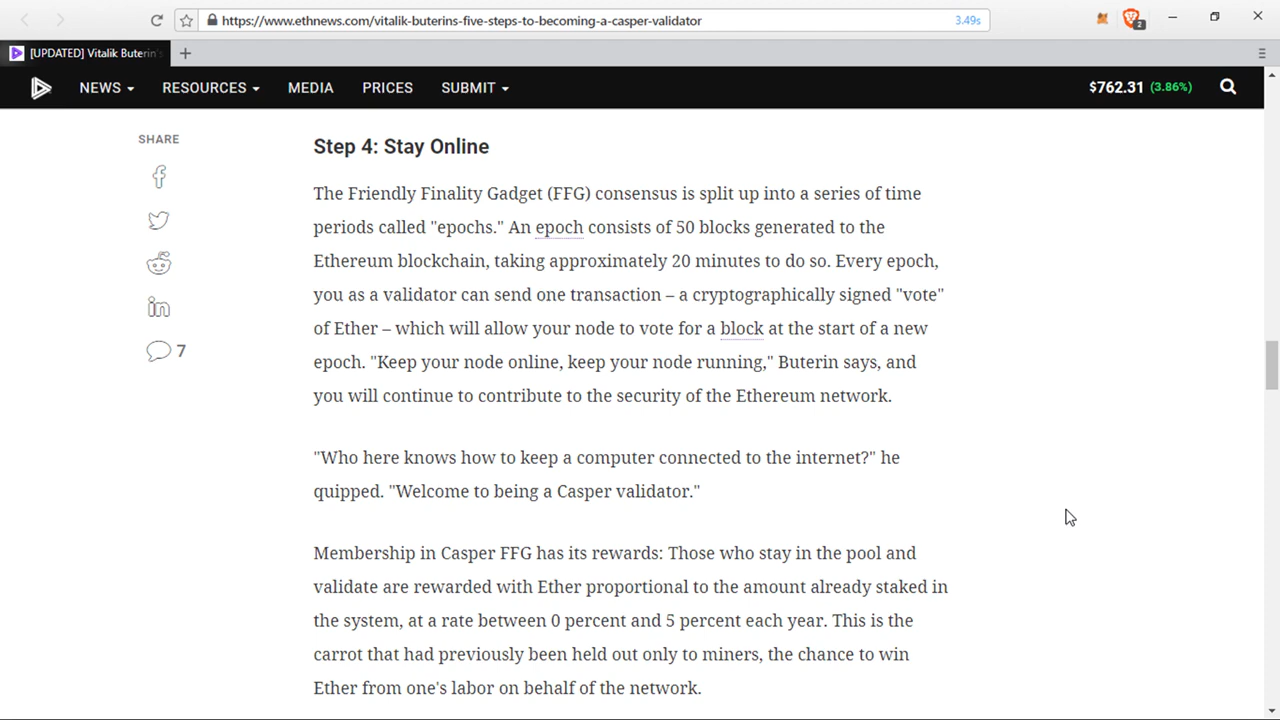 https://www.ethnews.com/vitalik-buterins-five-steps-to-becoming-a-casper-validator
3.49s
2
[UPDATED] Vitalik Buterin's
NEWS
RESOURCES
MEDIA
PRICES
SUBMIT
$762.31 (3.86%)
SHARE
7
Step 4: Stay Online
The Friendly Finality Gadget (FFG) consensus is split up into a series of time
periods called "epochs." An epoch consists of 50 blocks generated to the
Ethereum blockchain, taking approximately 20 minutes to do so. Every epoch,
you as a validator can send one transaction – a cryptographically signed "vote"
of Ether – which will allow your node to vote for a block at the start of a new
epoch. "Keep your node online, keep your node running," Buterin says, and
you will continue to contribute to the security of the Ethereum network.
"Who here knows how to keep a computer connected to the internet?" he
quipped. "Welcome to being a Casper validator."
Membership in Casper FFG has its rewards: Those who stay in the pool and
validate are rewarded with Ether proportional to the amount already staked in
the system, at a rate between 0 percent and 5 percent each year. This is the
carrot that had previously been held out only to miners, the chance to win
Ether from one's labor on behalf of the network.